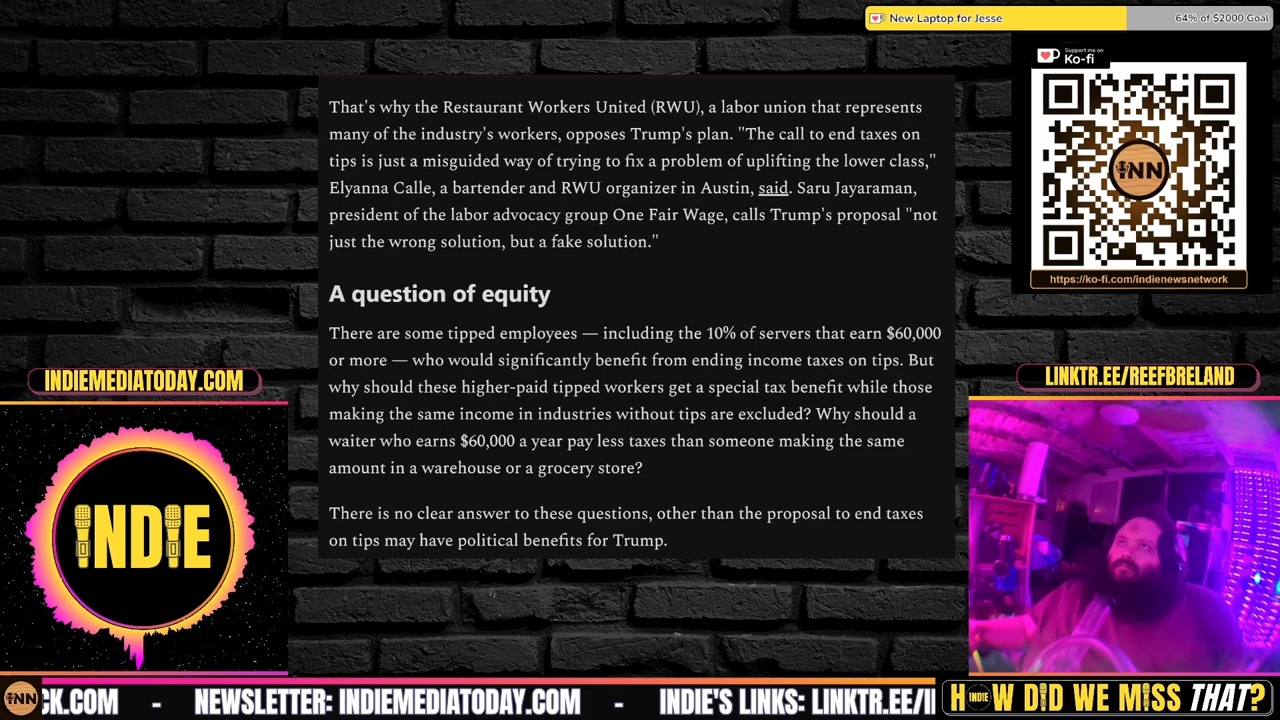 New Laptop for Jesse
64% of $2000 Goal
Support me on
Ko-fi
INN
https://ko-fi.com/indienewsnetwork
That's why the Restaurant Workers United (RWU), a labor union that represents
many of the industry's workers, opposes Trump's plan. "The call to end taxes on
tips is just a misguided way of trying to fix a problem of uplifting the lower class,"
Elyanna Calle, a bartender and RWU organizer in Austin, said. Saru Jayaraman,
president of the labor advocacy group One Fair Wage, calls Trump's proposal "not
just the wrong solution, but a fake solution."
A question of equity
There are some tipped employees — including the 10% of servers that earn $60,000
or more — who would significantly benefit from ending income taxes on tips. But
why should these higher-paid tipped workers get a special tax benefit while those
making the same income in industries without tips are excluded? Why should a
waiter who earns $60,000 a year pay less taxes than someone making the same
amount in a warehouse or a grocery store?
There is no clear answer to these questions, other than the proposal to end taxes
on tips may have political benefits for Trump.
INDIEMEDIATODAY.COM
INDIE
LINKTR.EE/REEFBRELAND
INN
CK.COM - NEWSLETTER: INDIEMEDIATODAY.COM - INDIE'S LINKS: LINKTR.EE/I
HOW DID WE MISS THAT?